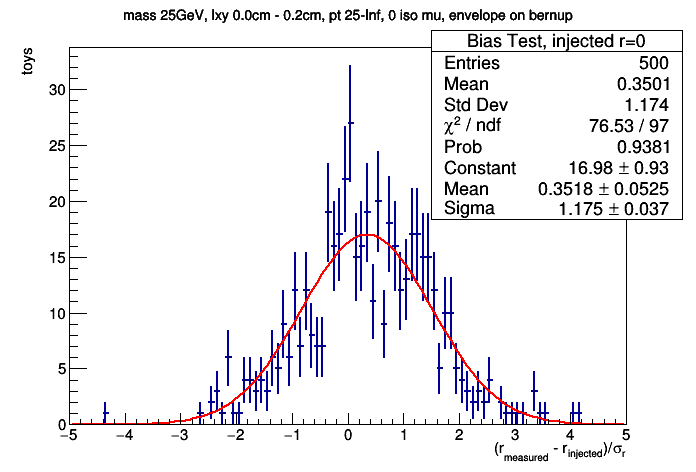 mass 25GeV, lxy 0.0cm - 0.2cm, pt 25-Inf, 0 iso mu, envelope on bernup
toys
Bias Test, injected r=0
Entries 500
Mean 0.3501
Std Dev 1.174
χ² / ndf 76.53 / 97
Prob 0.9381
Constant 16.98 ± 0.93
Mean 0.3518 ± 0.0525
Sigma 1.175 ± 0.037
30
25
20
15
10
5
0
−5 −4 −3 −2 −1 0 1 2 3 4 5
(r_measured - r_injected)/σ_r